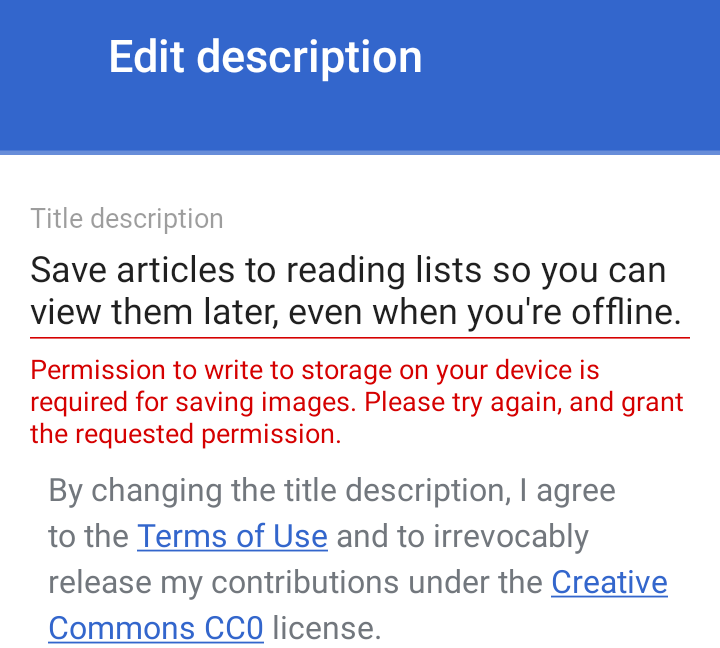 Edit description
Title description
Save articles to reading lists so you can
view them later, even when you're offline.
Permission to write to storage on your device is
required for saving images. Please try again, and grant
the requested permission.
By changing the title description, I agree
to the Terms of Use and to irrevocably
release my contributions under the Creative
Commons CC0 license.